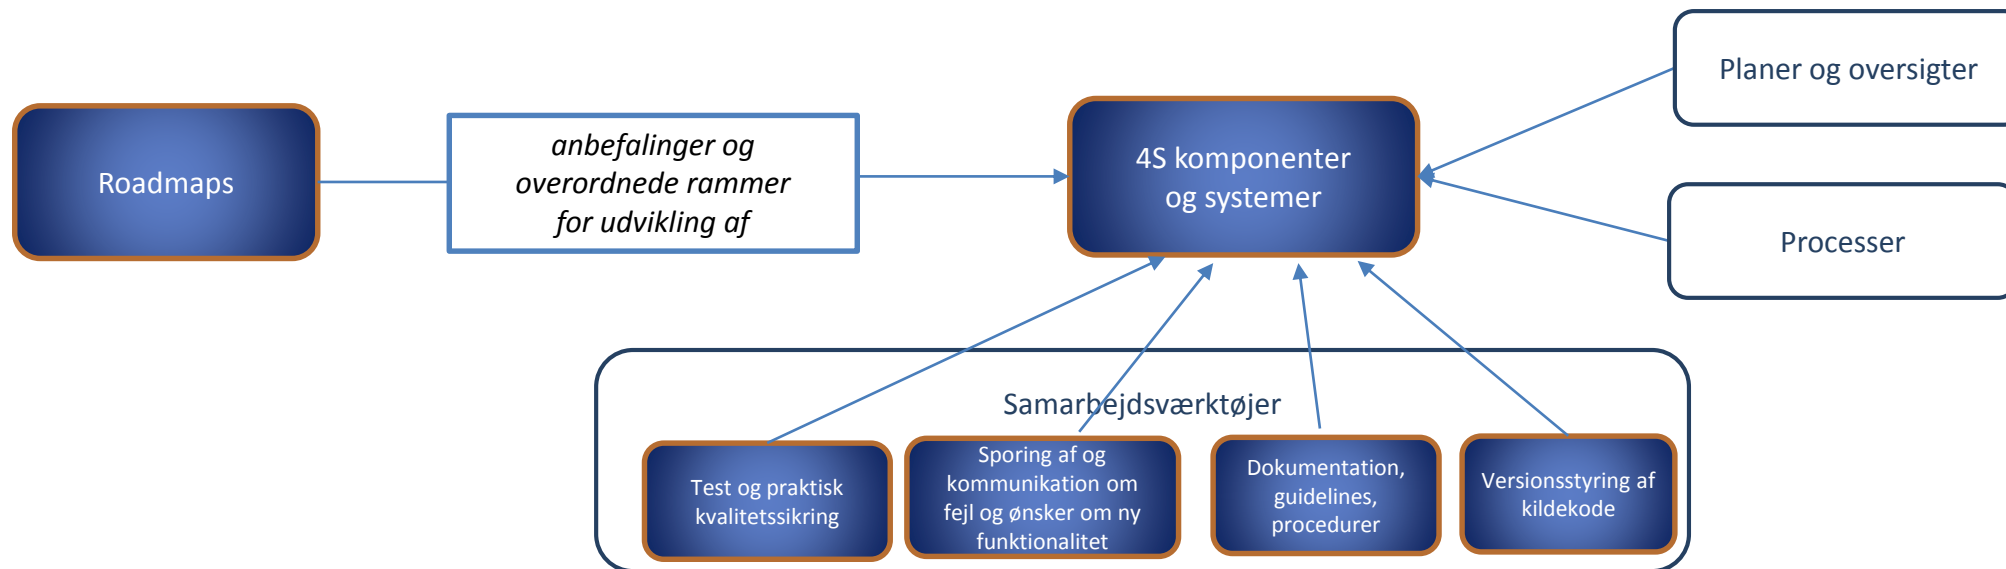 Planer og oversigter
Roadmaps
anbefalinger og
overordnede rammer
for udvikling af
4S komponenter
og systemer
Processer
Samarbejdsværktøjer
Test og praktisk
kvalitetssikring
Sporing af og
kommunikation om
fejl og ønsker om ny
funktionalitet
Dokumentation,
guidelines,
procedurer
Versionsstyring af
kildekode